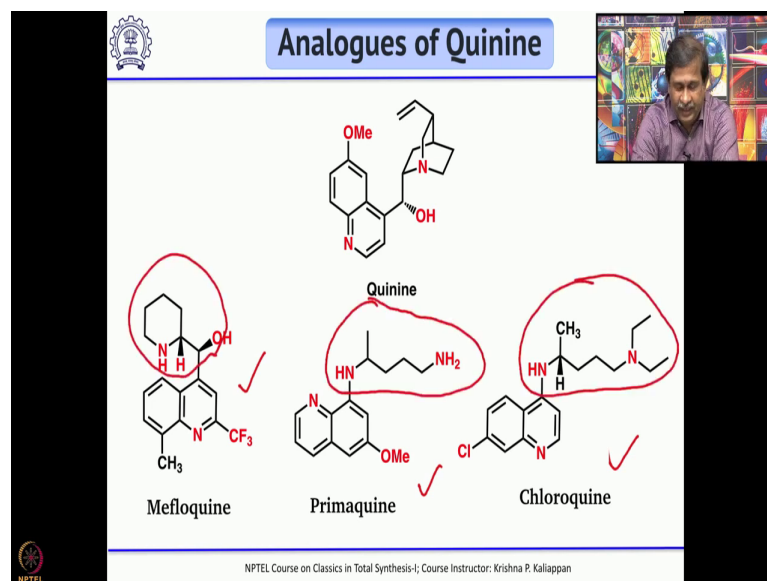 Analogues of Quinine
OMe
N
OH
N
Quinine
OH
N
H H
N
CF3
CH3
Mefloquine
HN
NH2
N
OMe
Primaquine
CH3
HN
H
N
Cl
N
Chloroquine
NPTEL Course on Classics in Total Synthesis-I; Course Instructor: Krishna P. Kaliappan
NPTEL